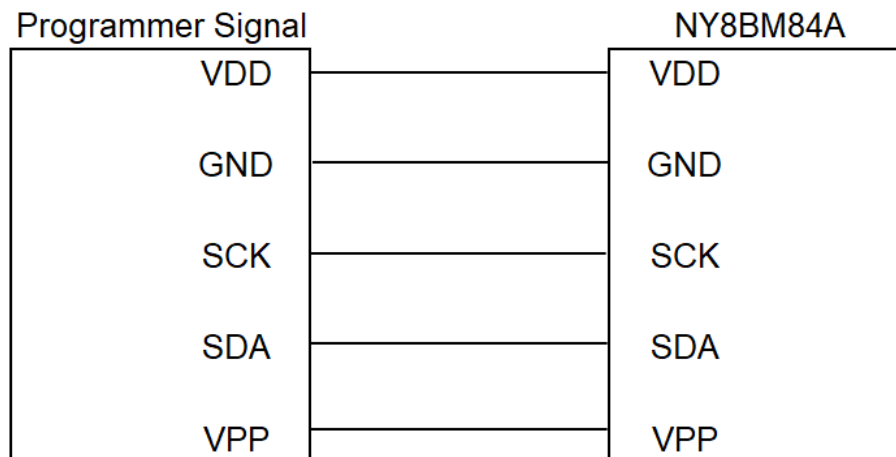 Programmer Signal NY8BM84A
VDD VDD
GND GND
SCK SCK
SDA SDA
VPP VPP